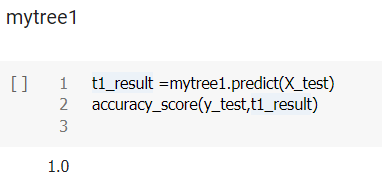 mytree1
[ ] 1 t1_result =mytree1.predict(X_test)
2 accuracy_score(y_test,t1_result)
3
1.0